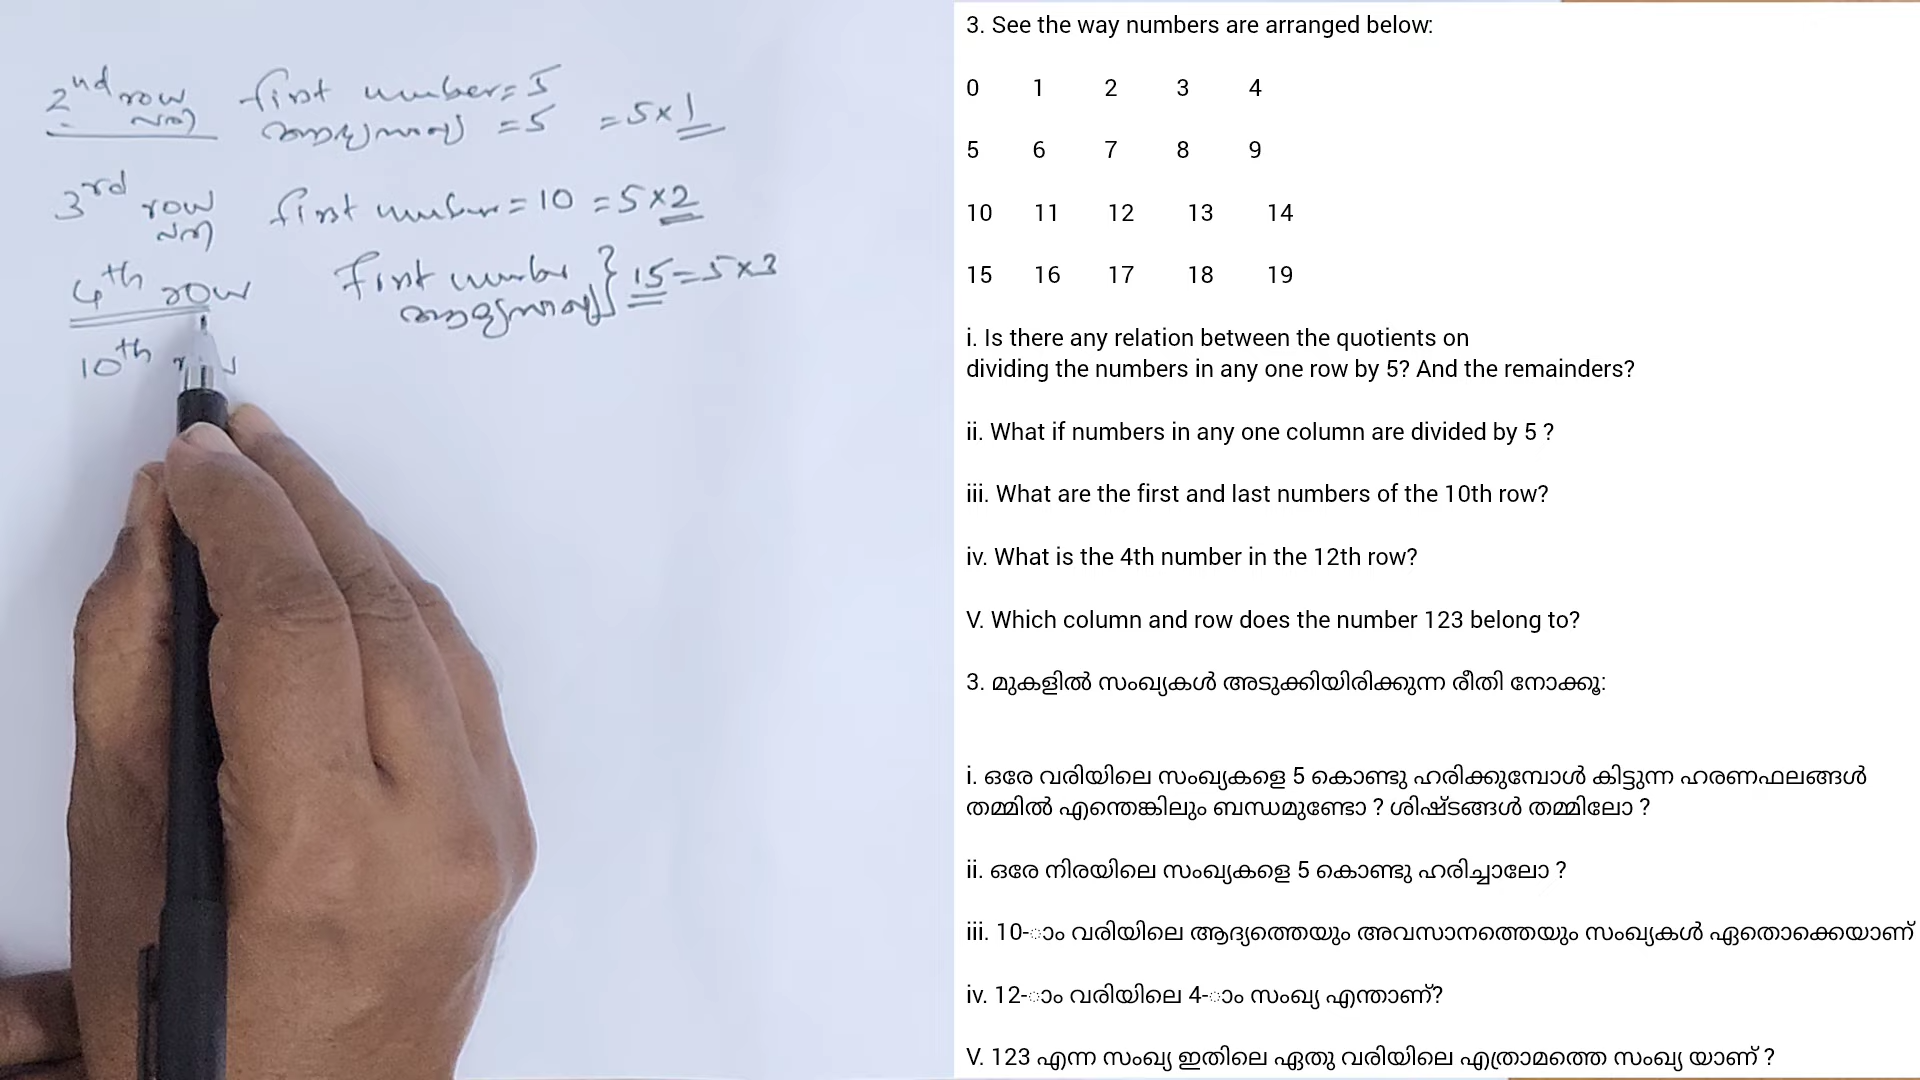 2nd row first number = 5
വരി ആദ്യസംഖ്യ = 5 = 5 × 1
3rd row first number = 10 = 5 × 2
വരി
4th row first number } 15 = 5 × 3
ആദ്യസംഖ്യ
10th
3. See the way numbers are arranged below:
0 1 2 3 4
5 6 7 8 9
10 11 12 13 14
15 16 17 18 19
i. Is there any relation between the quotients on
dividing the numbers in any one row by 5? And the remainders?
ii. What if numbers in any one column are divided by 5 ?
iii. What are the first and last numbers of the 10th row?
iv. What is the 4th number in the 12th row?
V. Which column and row does the number 123 belong to?
3. മുകളിൽ സംഖ്യകൾ അടുക്കിയിരിക്കുന്ന രീതി നോക്കൂ:
i. ഒരേ വരിയിലെ സംഖ്യകളെ 5 കൊണ്ടു ഹരിക്കുമ്പോൾ കിട്ടുന്ന ഹരണഫലങ്ങൾ
തമ്മിൽ എന്തെങ്കിലും ബന്ധമുണ്ടോ ? ശിഷ്ടങ്ങൾ തമ്മിലോ ?
ii. ഒരേ നിരയിലെ സംഖ്യകളെ 5 കൊണ്ടു ഹരിച്ചാലോ ?
iii. 10-ാം വരിയിലെ ആദ്യത്തെയും അവസാനത്തെയും സംഖ്യകൾ ഏതൊക്കെയാണ്
iv. 12-ാം വരിയിലെ 4-ാം സംഖ്യ എന്താണ്?
V. 123 എന്ന സംഖ്യ ഇതിലെ ഏതു വരിയിലെ എത്രാമത്തെ സംഖ്യ യാണ് ?